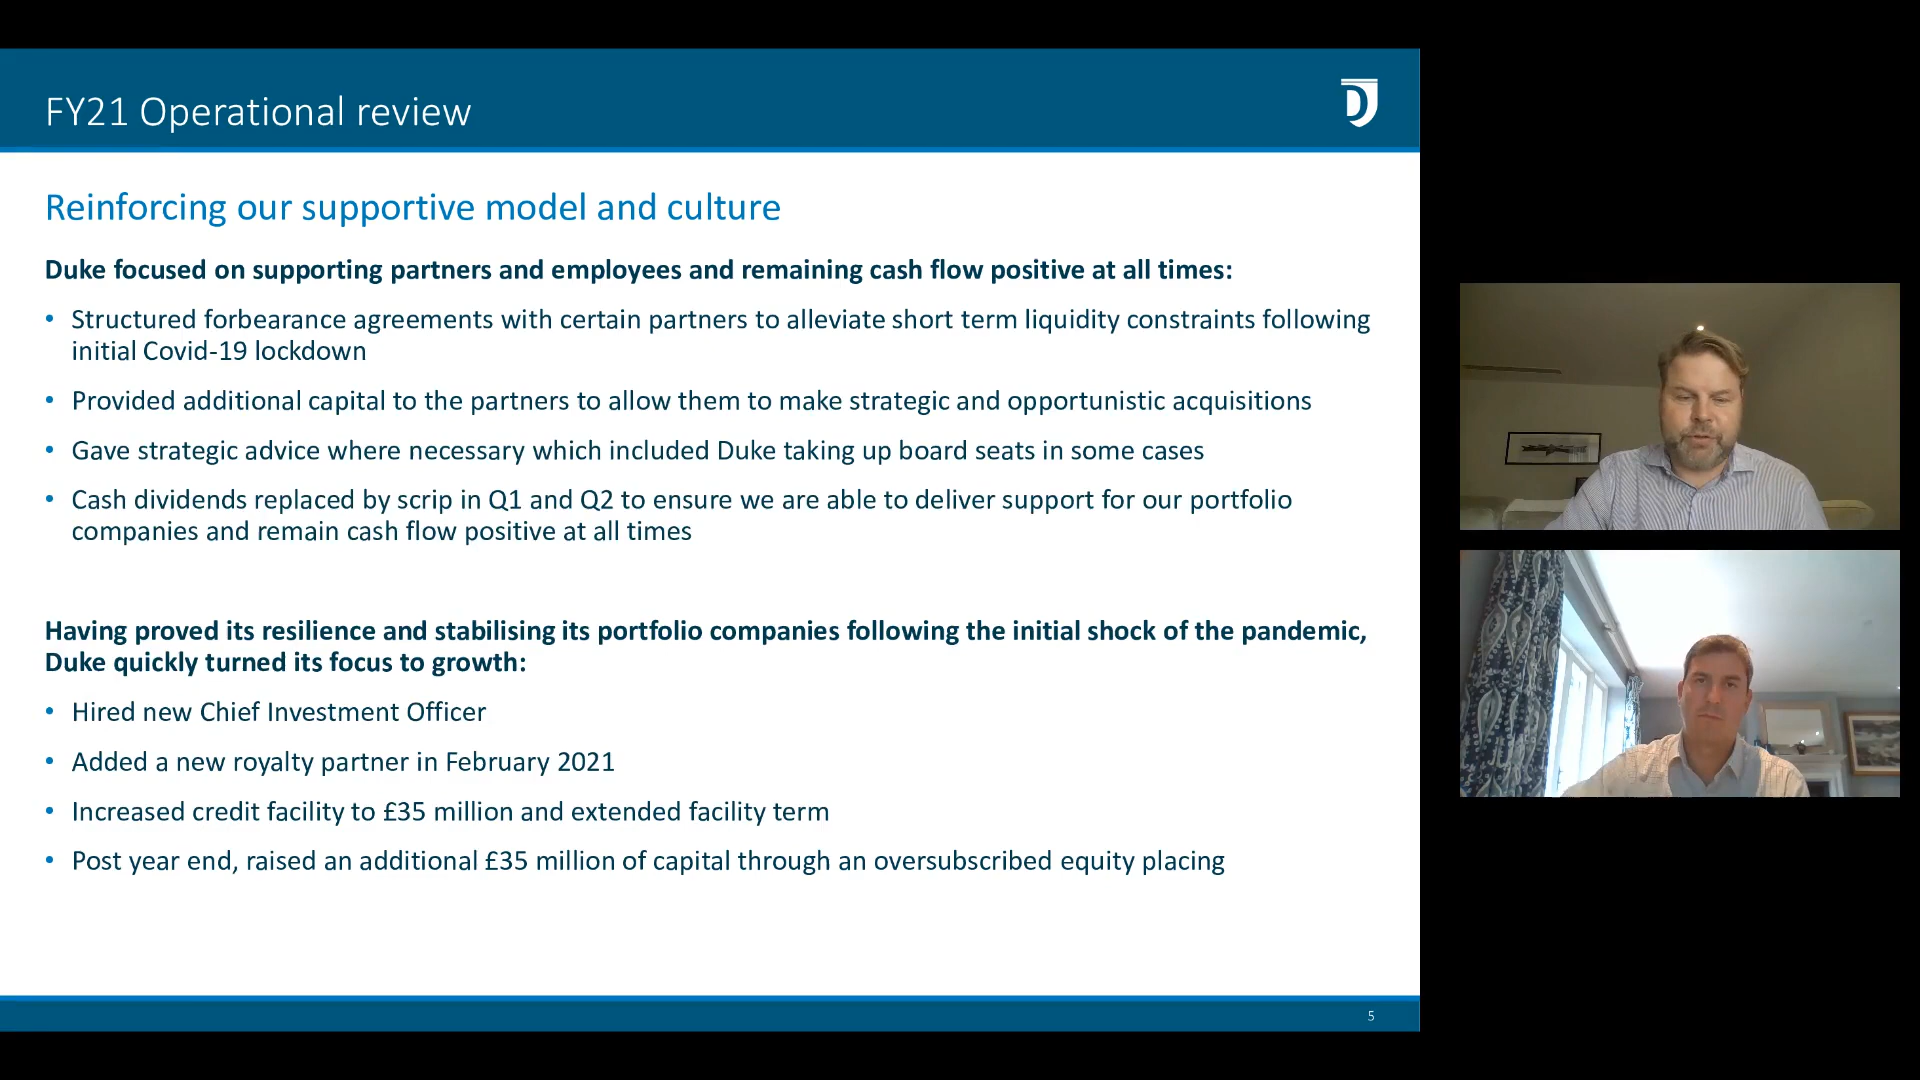 FY21 Operational review
Reinforcing our supportive model and culture
Duke focused on supporting partners and employees and remaining cash flow positive at all times:
• Structured forbearance agreements with certain partners to alleviate short term liquidity constraints following
initial Covid-19 lockdown
• Provided additional capital to the partners to allow them to make strategic and opportunistic acquisitions
• Gave strategic advice where necessary which included Duke taking up board seats in some cases
• Cash dividends replaced by scrip in Q1 and Q2 to ensure we are able to deliver support for our portfolio
companies and remain cash flow positive at all times
Having proved its resilience and stabilising its portfolio companies following the initial shock of the pandemic,
Duke quickly turned its focus to growth:
• Hired new Chief Investment Officer
• Added a new royalty partner in February 2021
• Increased credit facility to £35 million and extended facility term
• Post year end, raised an additional £35 million of capital through an oversubscribed equity placing
5